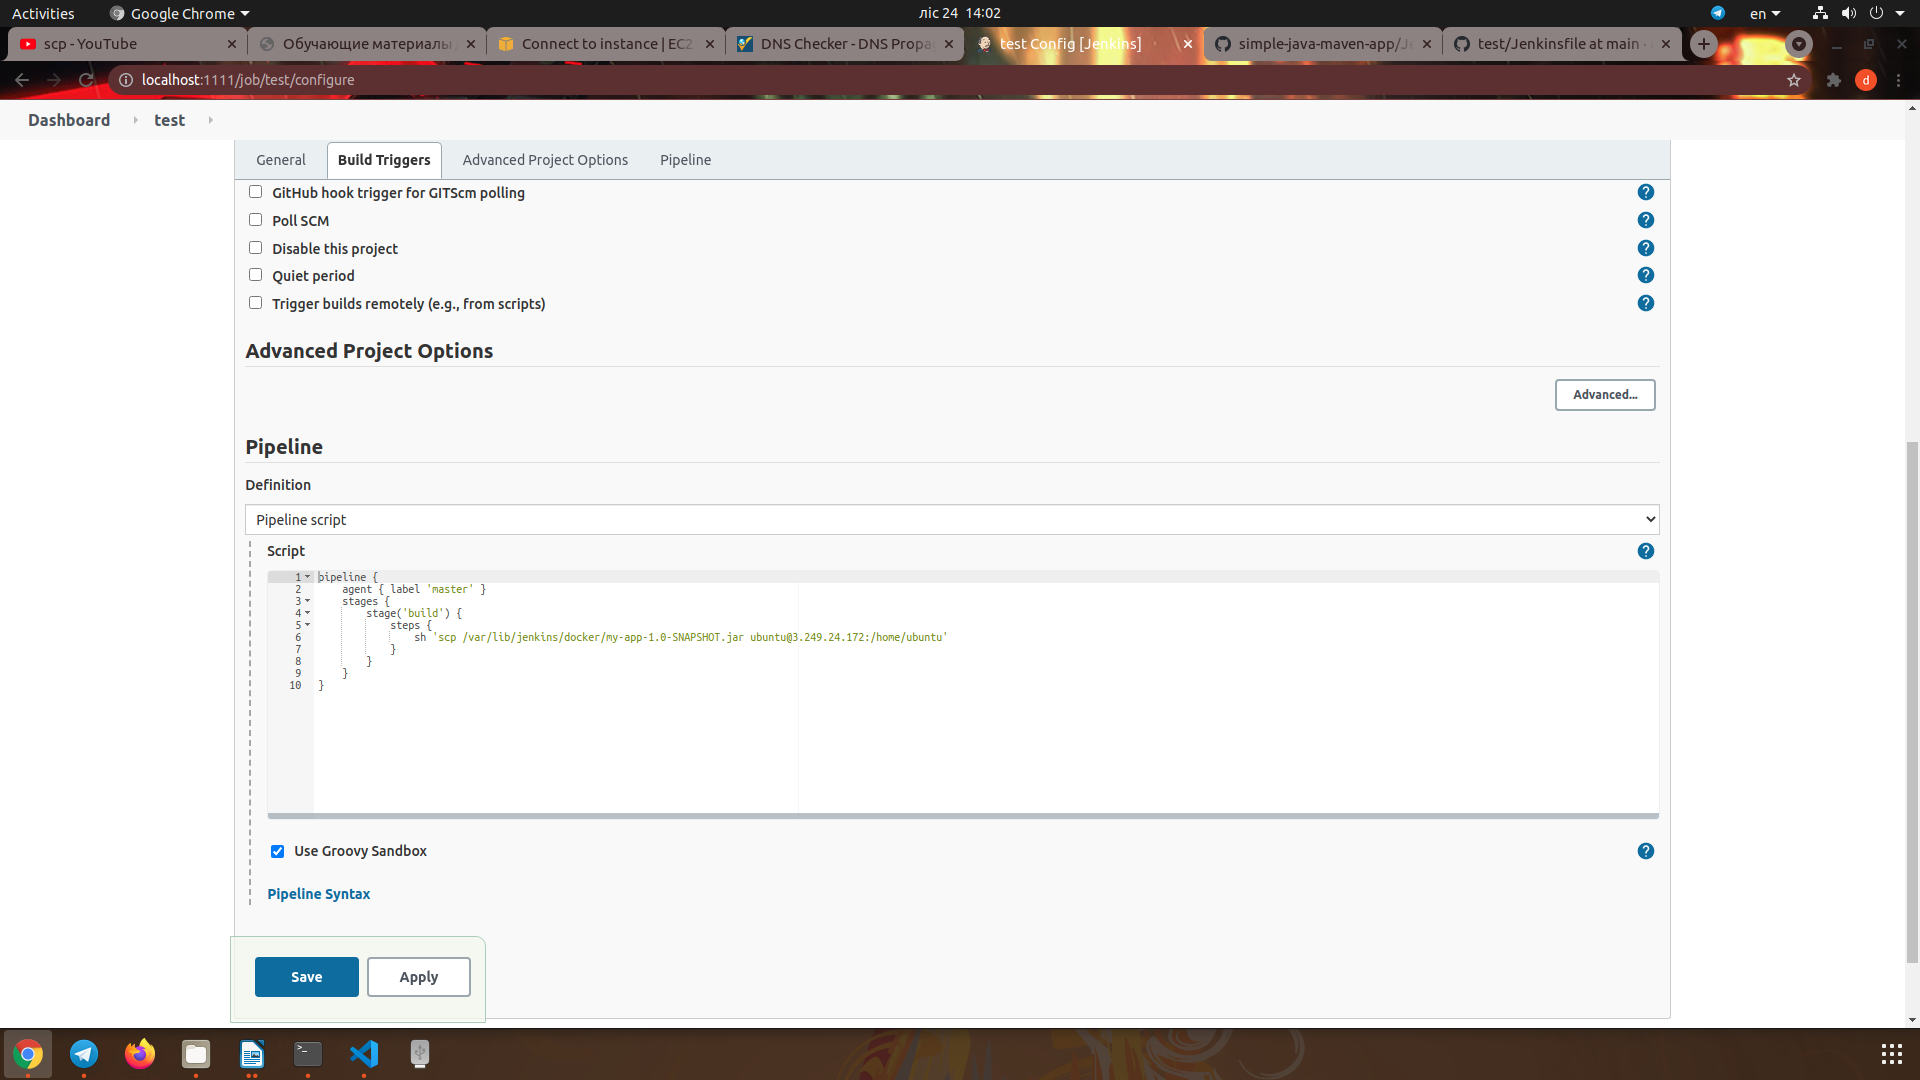 Activities
Google Chrome
ліс 24 14:02
en
scp - YouTube
Обучающие материалы
Connect to instance | EC2
DNS Checker - DNS Propa
test Config [Jenkins]
simple-java-maven-app/Je
test/Jenkinsfile at main ·
localhost:1111/job/test/configure
d
Dashboard
test
General
Build Triggers
Advanced Project Options
Pipeline
GitHub hook trigger for GITScm polling
?
Poll SCM
?
Disable this project
?
Quiet period
?
Trigger builds remotely (e.g., from scripts)
?
Advanced Project Options
Advanced...
Pipeline
Definition
Pipeline script
Script
?
1 pipeline {
2 agent { label 'master' }
3 stages {
4 stage('build') {
5 steps {
6 sh 'scp /var/lib/jenkins/docker/my-app-1.0-SNAPSHOT.jar ubuntu@3.249.24.172:/home/ubuntu'
7 }
8 }
9 }
10 }
Use Groovy Sandbox
?
Pipeline Syntax
Save
Apply